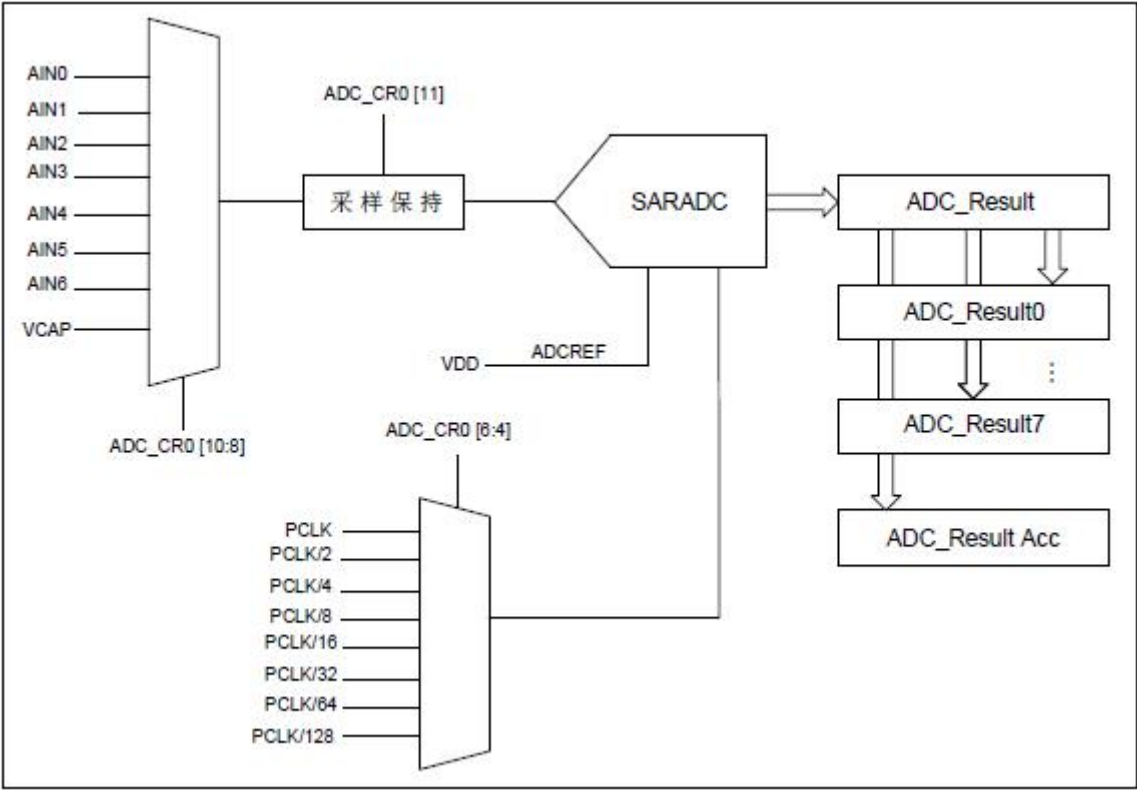 AIN0
AIN1
AIN2
AIN3
AIN4
AIN5
AIN6
VCAP
ADC_CR0 [10:8]
ADC_CR0 [11]
采样保持
SARADC
VDD
ADCREF
ADC_CR0 [6:4]
PCLK
PCLK/2
PCLK/4
PCLK/8
PCLK/16
PCLK/32
PCLK/64
PCLK/128
ADC_Result
ADC_Result0
⋮
ADC_Result7
ADC_Result Acc